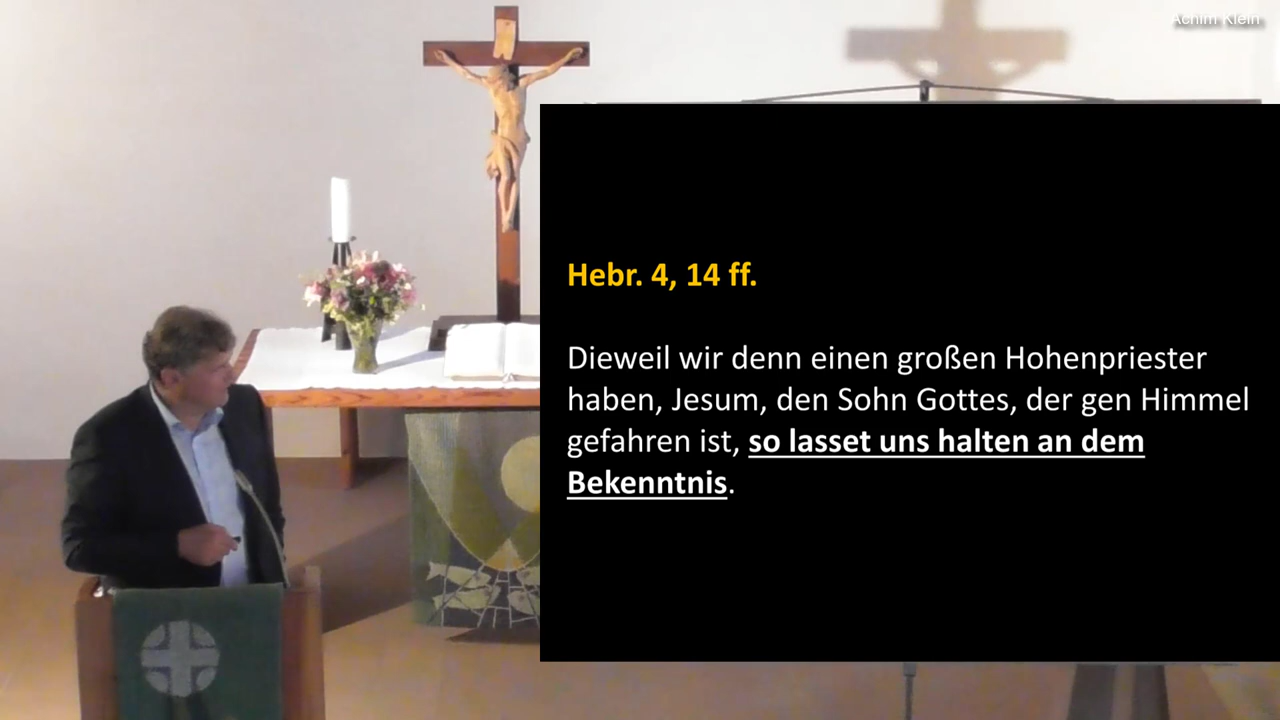 Achim Klein
Hebr. 4, 14 ff.
Dieweil wir denn einen großen Hohenpriester
haben, Jesum, den Sohn Gottes, der gen Himmel
gefahren ist, so lasset uns halten an dem
Bekenntnis.